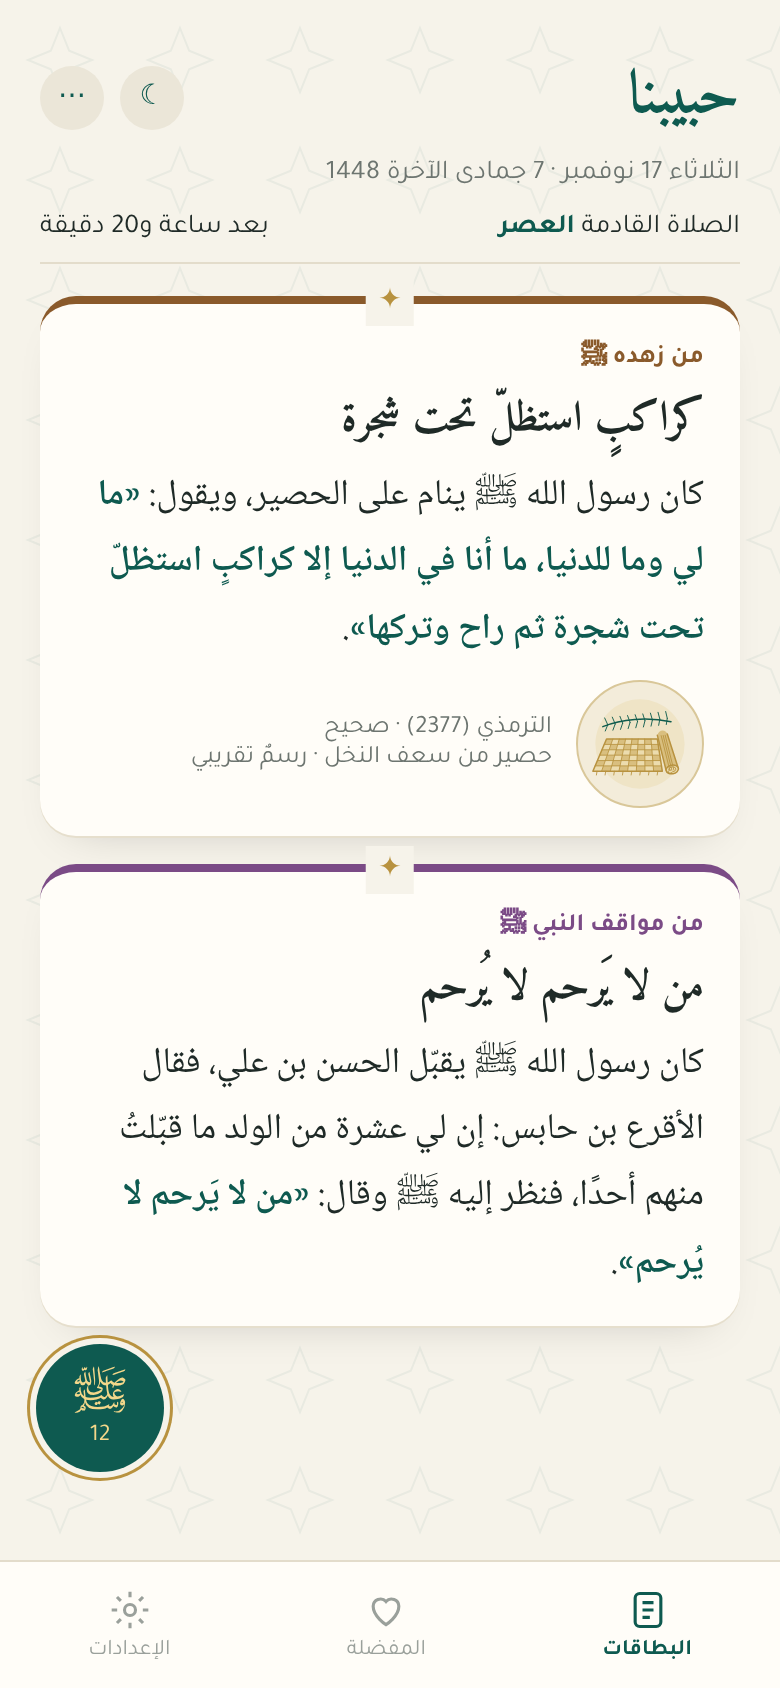 حبيبنا
الثلاثاء 17 نوفمبر · 7 جمادى الآخرة 1448
الصلاة القادمة العصر
بعد ساعة و20 دقيقة
من زهده ﷺ
كراكبٍ استظلّ تحت شجرة
كان رسول الله ﷺ ينام على الحصير، ويقول: «ما
لي وما للدنيا، ما أنا في الدنيا إلا كراكبٍ استظلّ
تحت شجرة ثم راح وتركها».
الترمذي (2377) · صحيح
حصير من سعف النخل · رسمٌ تقريبي
من مواقف النبي ﷺ
من لا يَرحم لا يُرحم
كان رسول الله ﷺ يقبّل الحسن بن علي، فقال
الأقرع بن حابس: إن لي عشرة من الولد ما قبّلتُ
منهم أحدًا، فنظر إليه ﷺ وقال: «من لا يَرحم لا
يُرحم».
ﷺ
12
البطاقات
المفضلة
الإعدادات